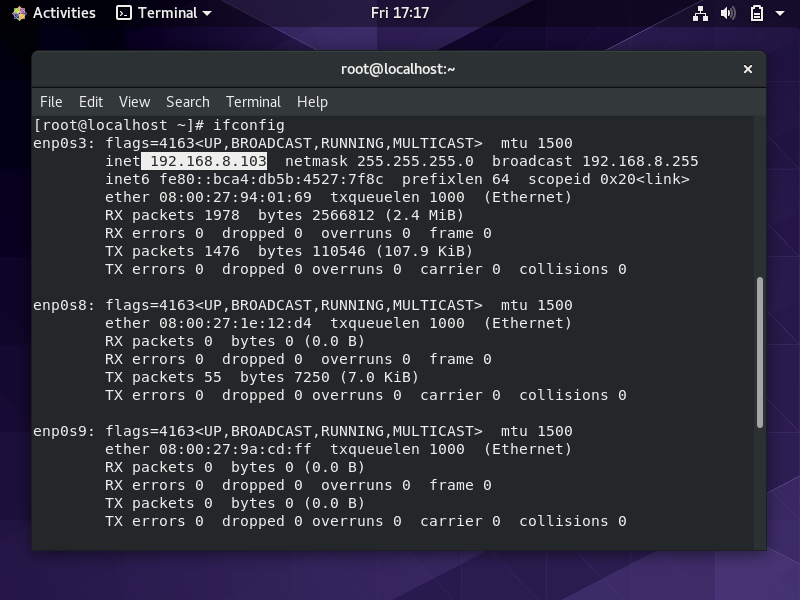 Activities Terminal Fri 17:17
root@localhost:~ ×
File Edit View Search Terminal Help
[root@localhost ~]# ifconfig
enp0s3: flags=4163<UP,BROADCAST,RUNNING,MULTICAST>  mtu 1500
        inet 192.168.8.103  netmask 255.255.255.0  broadcast 192.168.8.255
        inet6 fe80::bca4:db5b:4527:7f8c  prefixlen 64  scopeid 0x20<link>
        ether 08:00:27:94:01:69  txqueuelen 1000  (Ethernet)
        RX packets 1978  bytes 2566812 (2.4 MiB)
        RX errors 0  dropped 0  overruns 0  frame 0
        TX packets 1476  bytes 110546 (107.9 KiB)
        TX errors 0  dropped 0 overruns 0  carrier 0  collisions 0
enp0s8: flags=4163<UP,BROADCAST,RUNNING,MULTICAST>  mtu 1500
        ether 08:00:27:1e:12:d4  txqueuelen 1000  (Ethernet)
        RX packets 0  bytes 0 (0.0 B)
        RX errors 0  dropped 0  overruns 0  frame 0
        TX packets 55  bytes 7250 (7.0 KiB)
        TX errors 0  dropped 0 overruns 0  carrier 0  collisions 0
enp0s9: flags=4163<UP,BROADCAST,RUNNING,MULTICAST>  mtu 1500
        ether 08:00:27:9a:cd:ff  txqueuelen 1000  (Ethernet)
        RX packets 0  bytes 0 (0.0 B)
        RX errors 0  dropped 0  overruns 0  frame 0
        TX packets 0  bytes 0 (0.0 B)
        TX errors 0  dropped 0 overruns 0  carrier 0  collisions 0